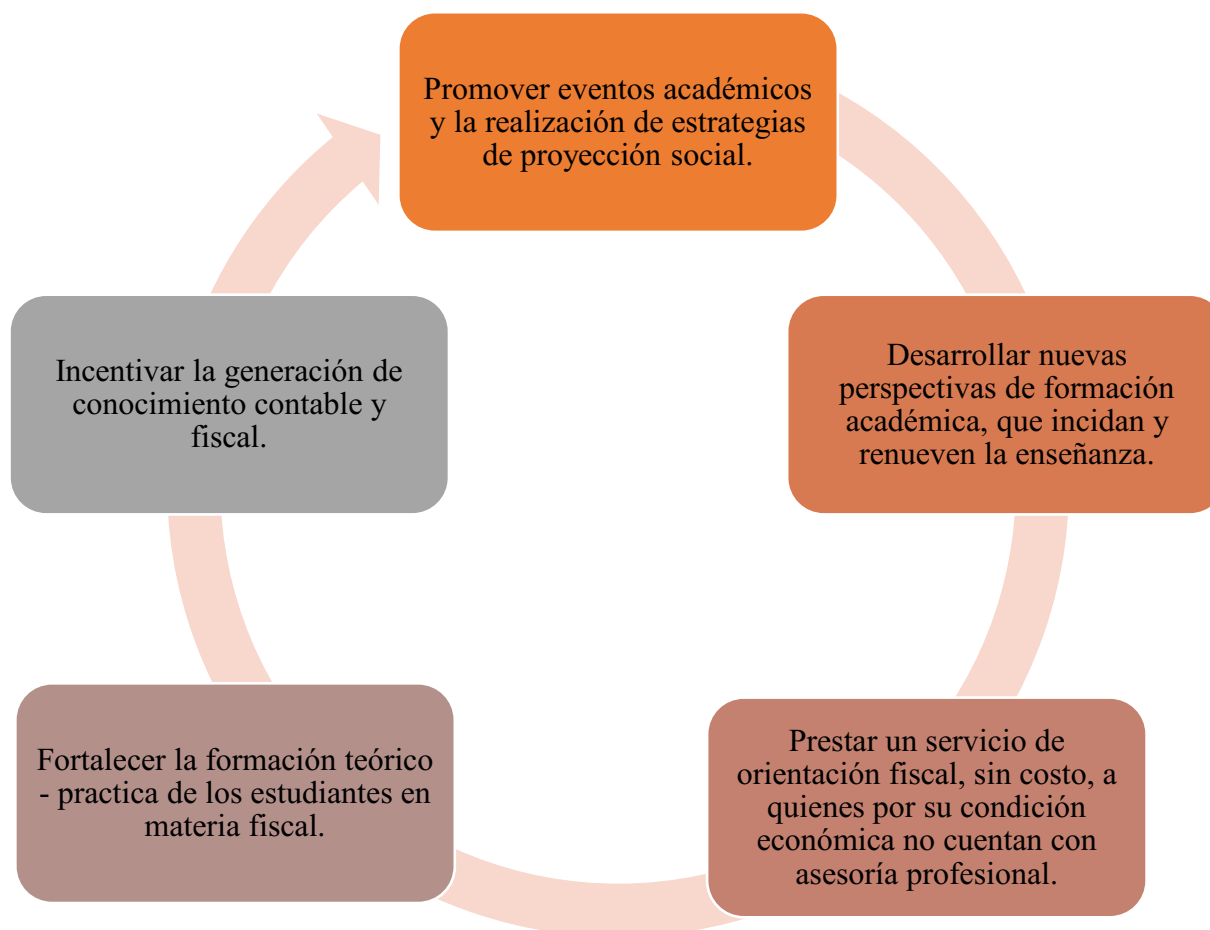 Promover eventos académicos
y la realización de estrategias
de proyección social.
Desarrollar nuevas
perspectivas de formación
académica, que incidan y
renueven la enseñanza.
Prestar un servicio de
orientación fiscal, sin costo, a
quienes por su condición
económica no cuentan con
asesoría profesional.
Fortalecer la formación teórico
- practica de los estudiantes en
materia fiscal.
Incentivar la generación de
conocimiento contable y
fiscal.